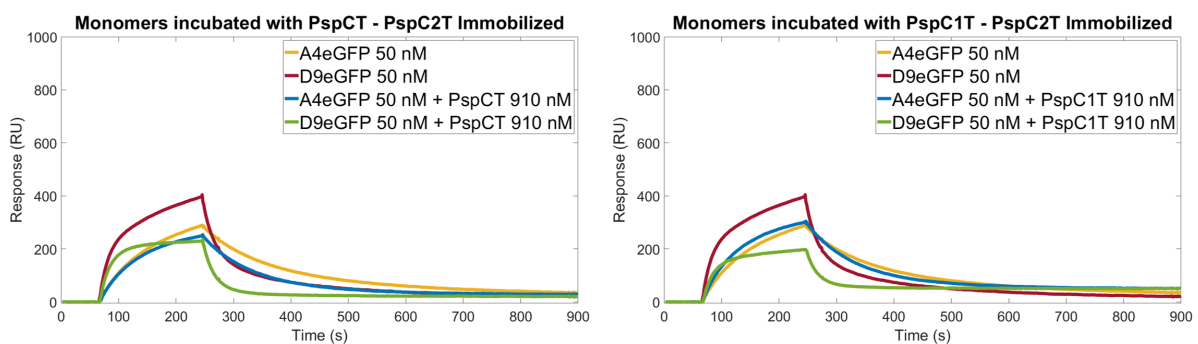 Monomers incubated with PspCT - PspC2T Immobilized
1000
800
600
400
200
0
Response (RU)
A4eGFP 50 nM
D9eGFP 50 nM
A4eGFP 50 nM + PspCT 910 nM
D9eGFP 50 nM + PspCT 910 nM
0 100 200 300 400 500 600 700 800 900
Time (s)
Monomers incubated with PspC1T - PspC2T Immobilized
1000
800
600
400
200
0
Response (RU)
A4eGFP 50 nM
D9eGFP 50 nM
A4eGFP 50 nM + PspC1T 910 nM
D9eGFP 50 nM + PspC1T 910 nM
0 100 200 300 400 500 600 700 800 900
Time (s)